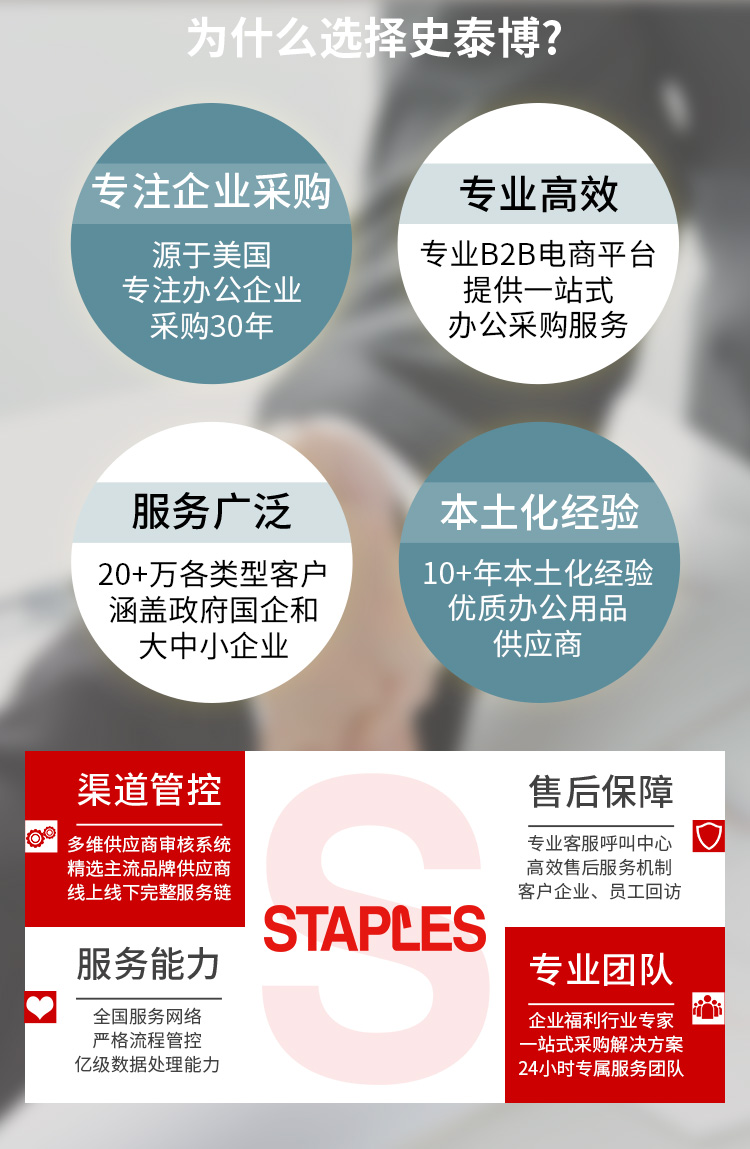 为什么选择史泰博?
专注企业采购
源于美国
专注办公企业
采购30年
专业高效
专业B2B电商平台
提供一站式
办公采购服务
服务广泛
20+万各类型客户
涵盖政府国企和
大中小企业
本土化经验
10+年本土化经验
优质办公用品
供应商
渠道管控
多维供应商审核系统
精选主流品牌供应商
线上线下完整服务链
售后保障
专业客服呼叫中心
高效售后服务机制
客户企业、员工回访
S
STAPLES
服务能力
全国服务网络
严格流程管控
亿级数据处理能力
专业团队
企业福利行业专家
一站式采购解决方案
24小时专属服务团队